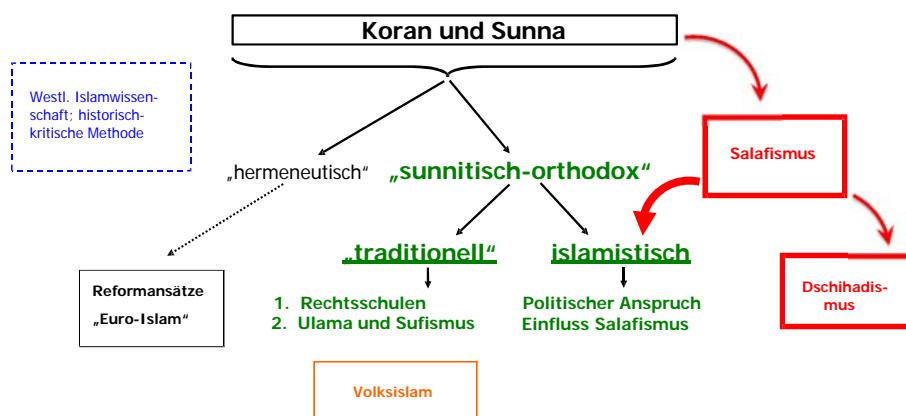 Koran und Sunna
Westl. Islamwissen-
schaft; historisch-
kritische Methode
Salafismus
„hermeneutisch“
„sunnitisch-orthodox“
„traditionell“
islamistisch
Reformansätze
„Euro-Islam“
1. Rechtsschulen
2. Ulama und Sufismus
Politischer Anspruch
Einfluss Salafismus
Dschihadis-
mus
Volksislam